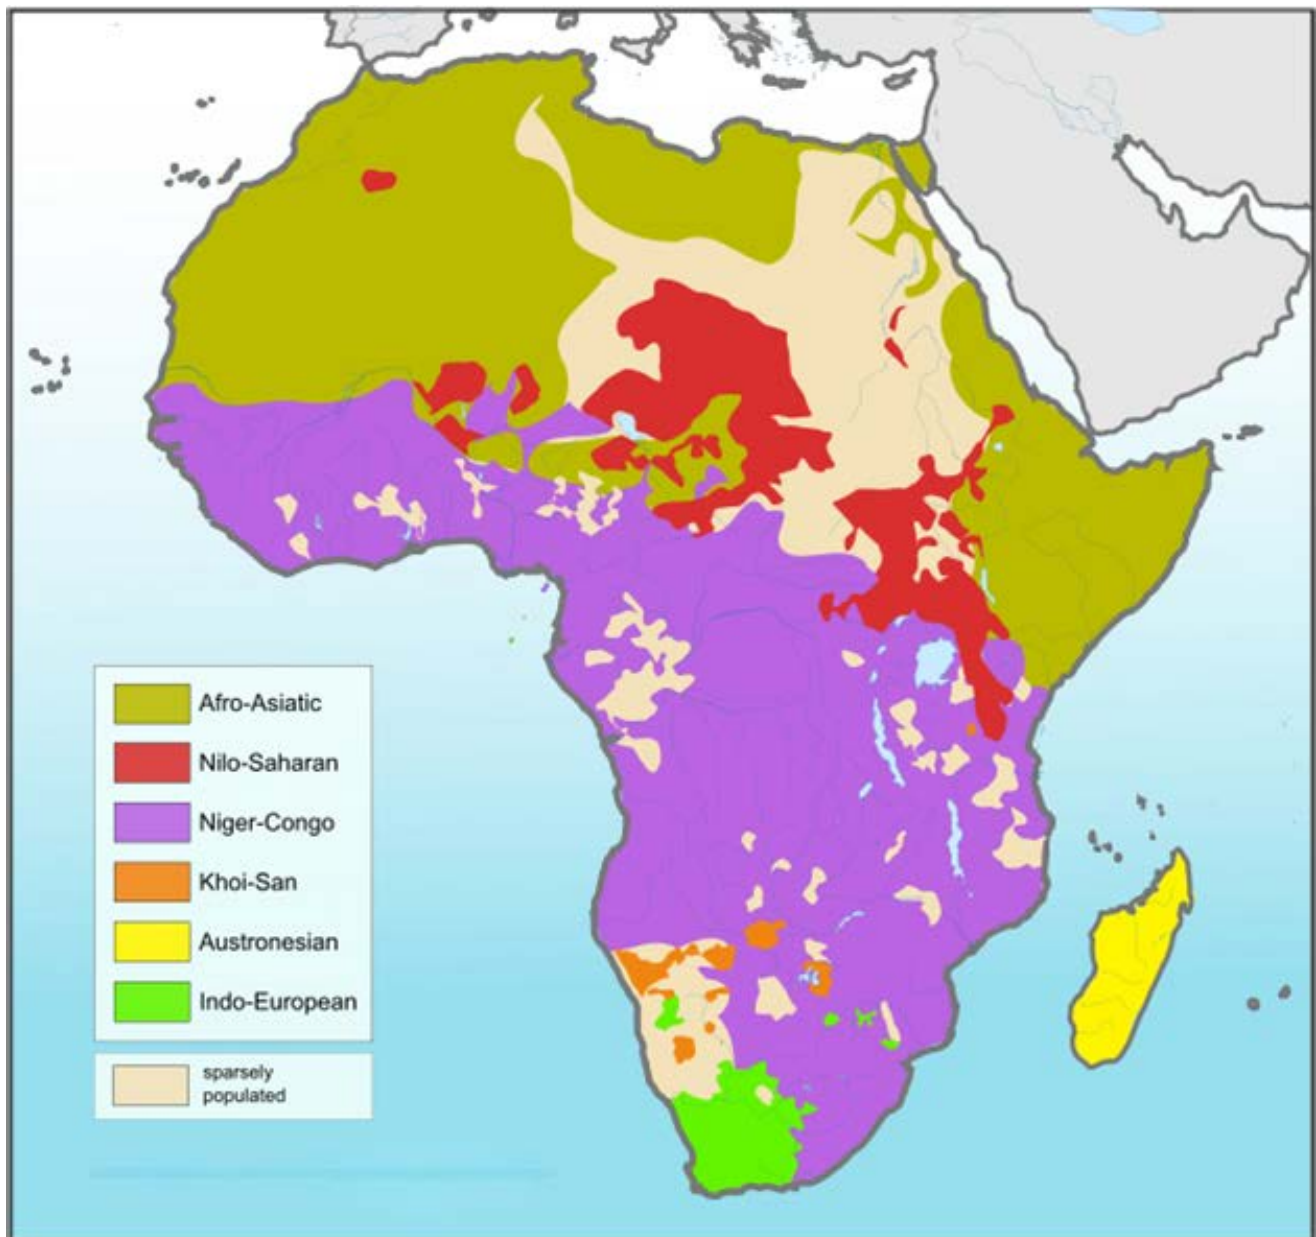 Afro-Asiatic
Nilo-Saharan
Niger-Congo
Khoi-San
Austronesian
Indo-European
sparsely
populated